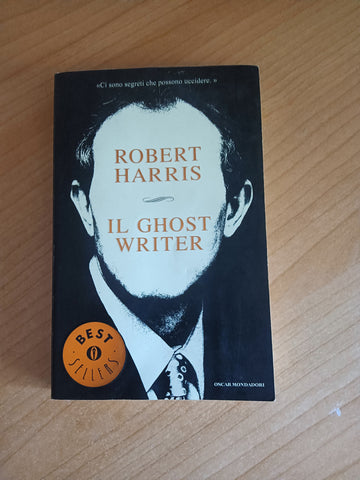 «Ci sono segreti che possono uccidere. »
ROBERT
HARRIS
IL GHOST
WRITER
BEST
SELLERS
OSCAR MONDADORI